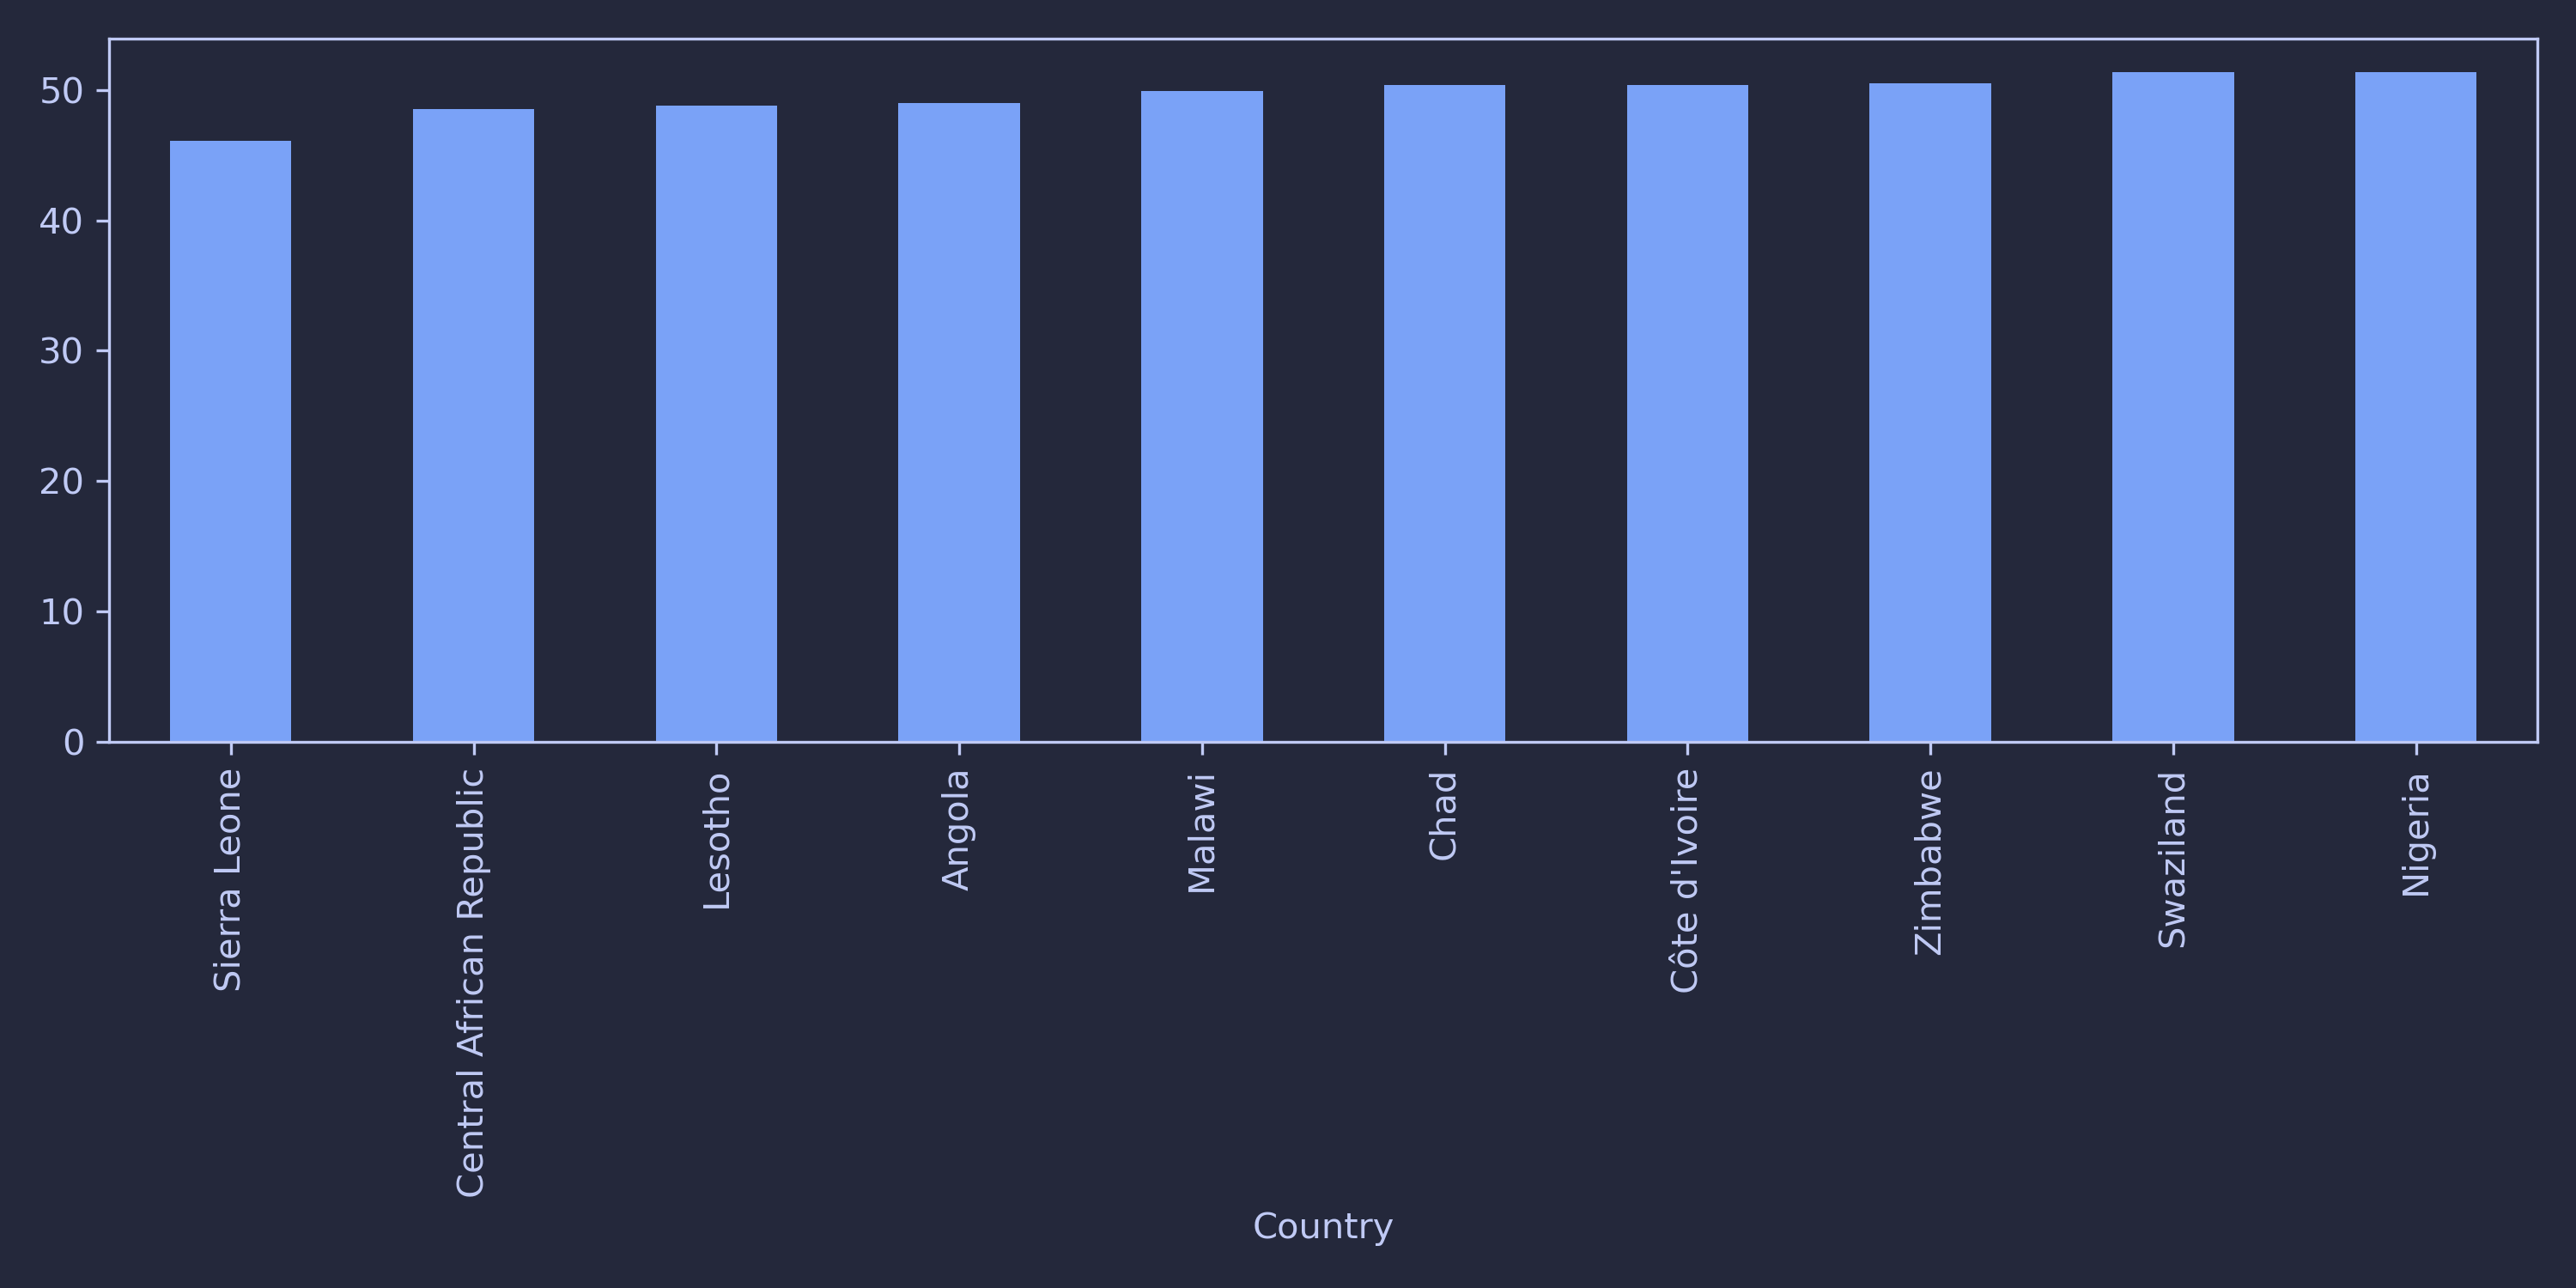 50
40
30
20
10
0
Sierra Leone
Central African Republic
Lesotho
Angola
Malawi
Chad
Côte d'Ivoire
Zimbabwe
Swaziland
Nigeria
Country